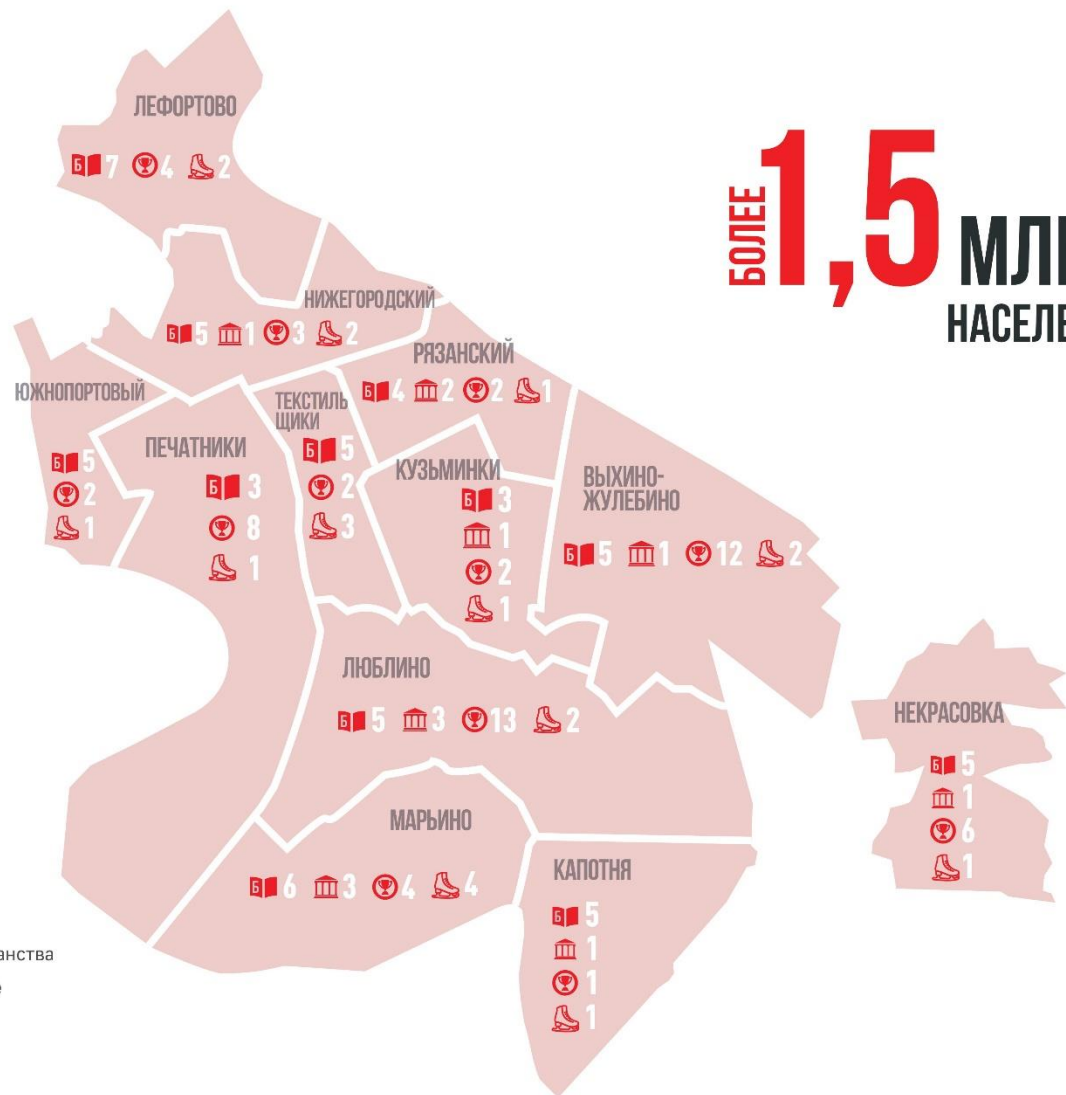 ЛЕФОРТОВО
Б 7 4 2
БОЛЕЕ
1,5 МЛ
НАСЕЛЕ
НИЖЕГОРОДСКИЙ
Б 5 1 3 2
РЯЗАНСКИЙ
Б 4 2 2 1
ЮЖНОПОРТОВЫЙ
Б 5
2
1
ПЕЧАТНИКИ
Б 3
8
1
ТЕКСТИЛЬ
ЩИКИ
Б 5
2
3
КУЗЬМИНКИ
Б 3
1
2
1
ВЫХИНО-
ЖУЛЕБИНО
Б 5 1 12 2
ЛЮБЛИНО
Б 5 3 13 2
НЕКРАСОВКА
Б 5
1
6
1
МАРЬИНО
Б 6 3 4 4
КАПОТНЯ
Б 5
1
1
1
анства
е